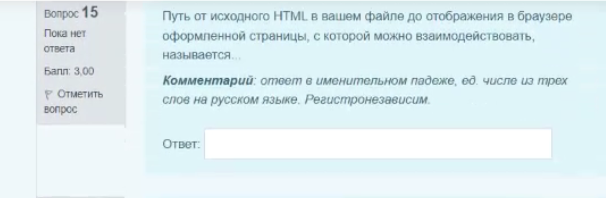 Вопрос 15
Пока нет
ответа
Балл: 3,00
Отметить
вопрос
Путь от исходного HTML в вашем файле до отображения в браузере
оформленной страницы, с которой можно взаимодействовать,
называется...
Комментарий: ответ в именительном падеже, ед. числе из трех
слов на русском языке. Регистронезависим.
Ответ: